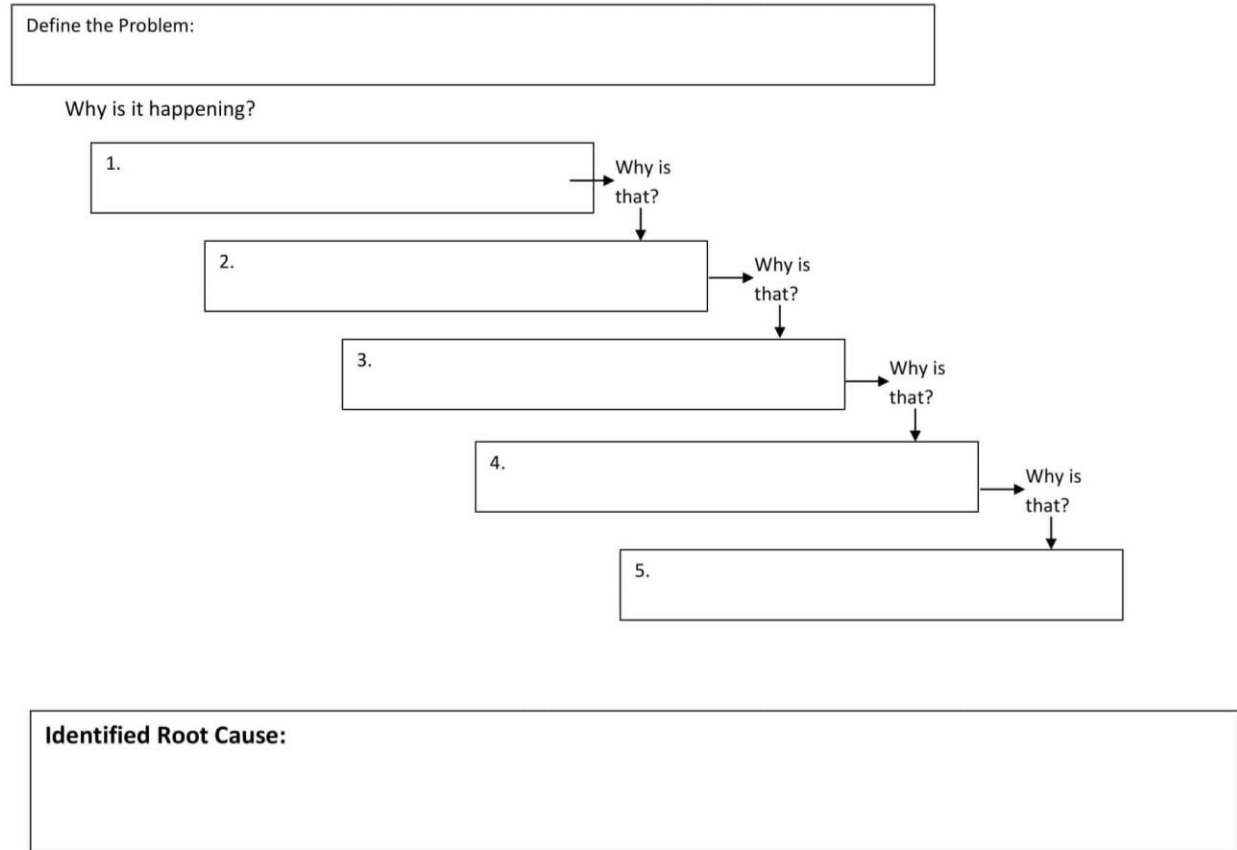 Define the Problem:
Why is it happening?
1.
Why is
that?
2.
Why is
that?
3.
Why is
that?
4.
Why is
that?
5.
Identified Root Cause: